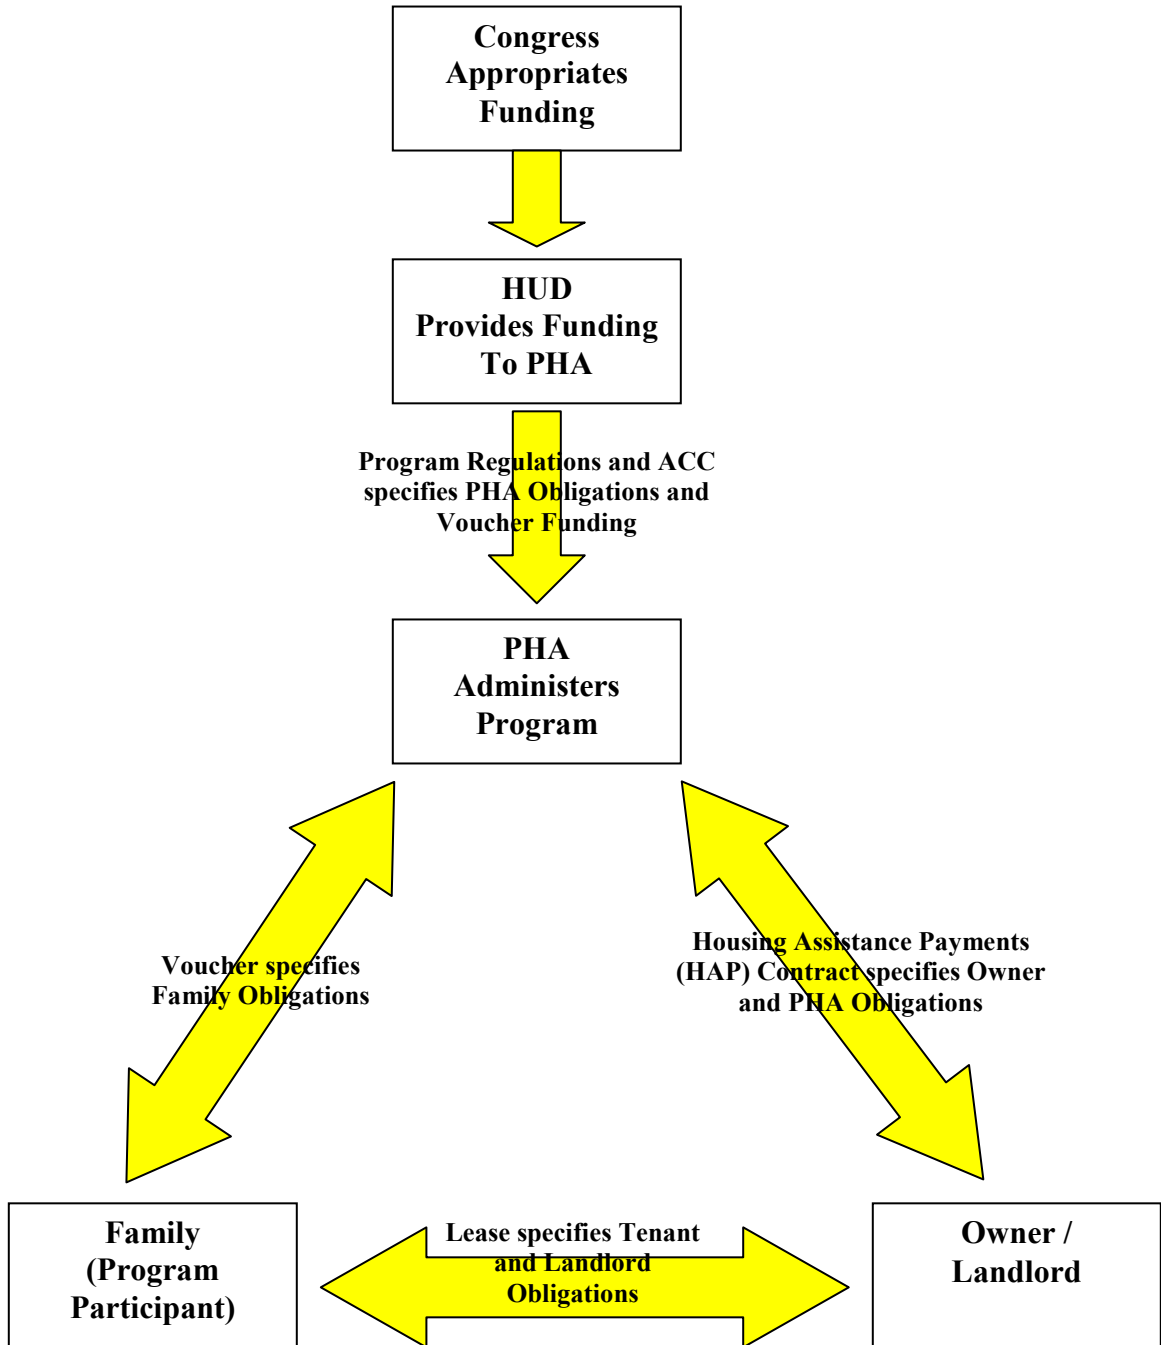 Congress
Appropriates
Funding
HUD
Provides Funding
To PHA
Program Regulations and ACC
specifies PHA Obligations and
Voucher Funding
PHA
Administers
Program
Voucher specifies
Family Obligations
Housing Assistance Payments
(HAP) Contract specifies Owner
and PHA Obligations
Family
(Program
Participant)
Lease specifies Tenant
and Landlord
Obligations
Owner /
Landlord